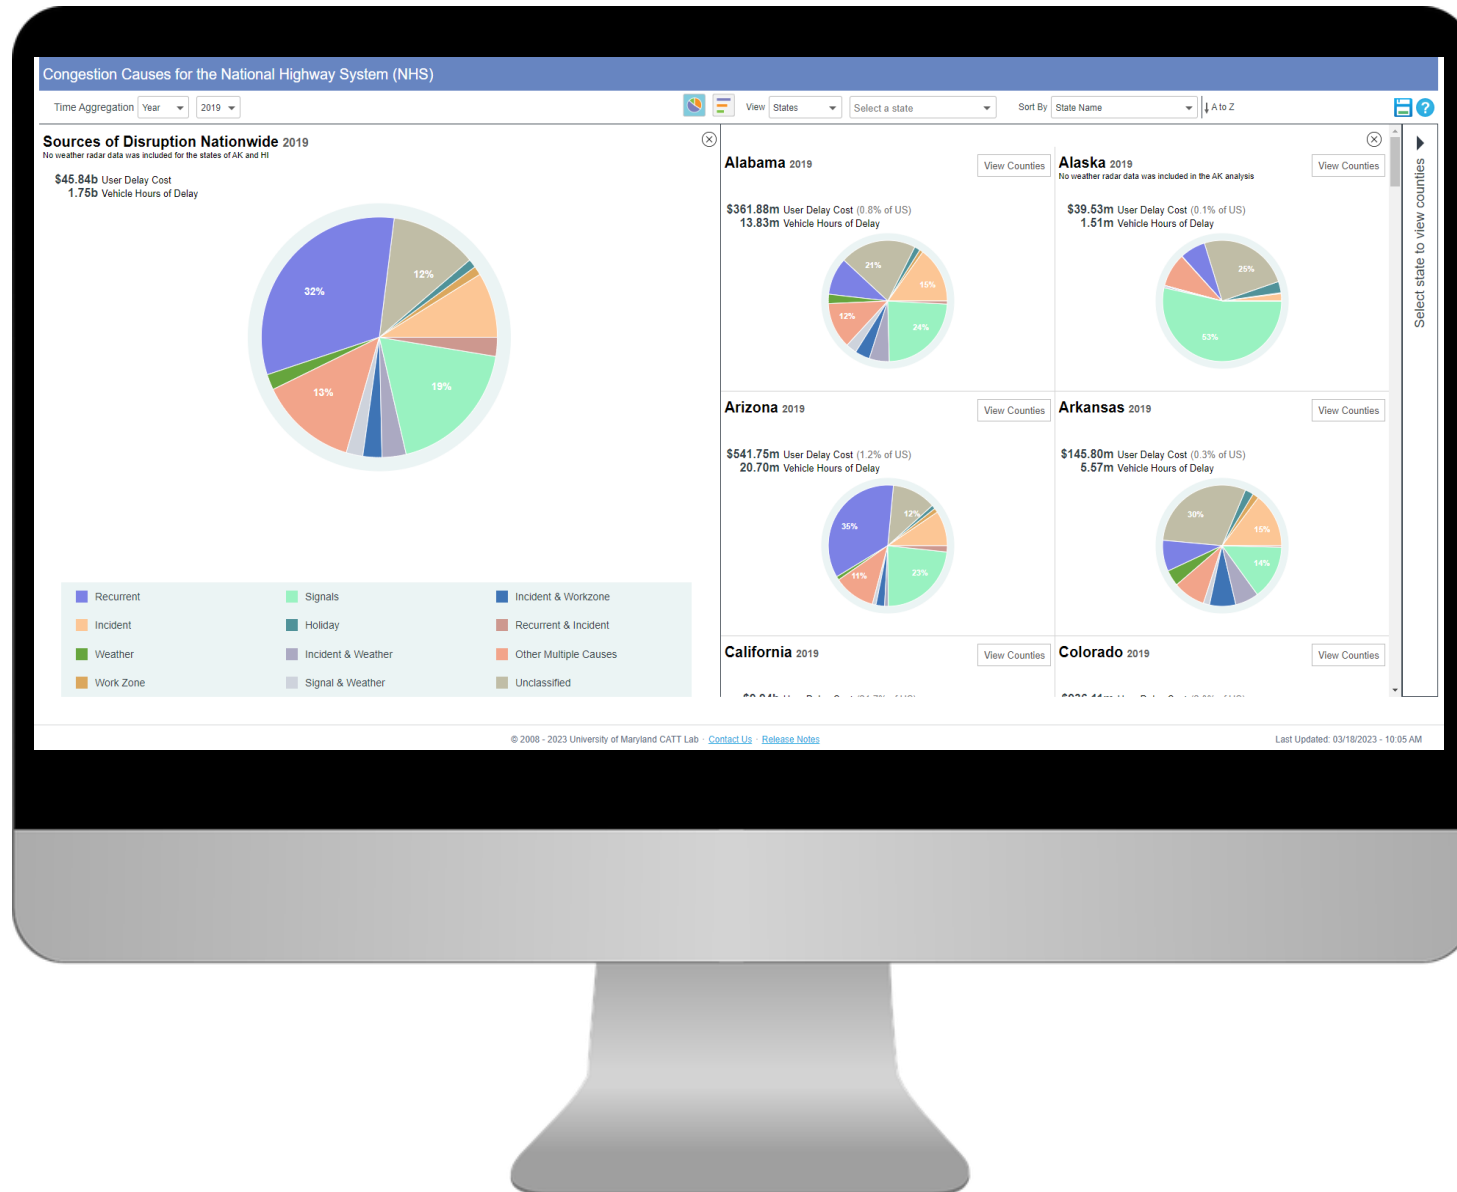 Congestion Causes for the National Highway System (NHS)
Time Aggregation Year 2019 View States Select a state Sort By State Name A to Z
Sources of Disruption Nationwide 2019
No weather radar data was included for the states of AK and HI
$45.84b User Delay Cost
1.75b Vehicle Hours of Delay
32%
12%
19%
13%
Recurrent
Signals
Incident & Workzone
Incident
Holiday
Recurrent & Incident
Weather
Incident & Weather
Other Multiple Causes
Work Zone
Signal & Weather
Unclassified
Alabama 2019
View Counties
$361.88m User Delay Cost (0.8% of US)
13.83m Vehicle Hours of Delay
21%
15%
12%
24%
Alaska 2019
No weather radar data was included in the AK analysis
View Counties
$39.53m User Delay Cost (0.1% of US)
1.51m Vehicle Hours of Delay
25%
53%
Arizona 2019
View Counties
$541.75m User Delay Cost (1.2% of US)
20.70m Vehicle Hours of Delay
35%
12%
11%
23%
Arkansas 2019
View Counties
$145.80m User Delay Cost (0.3% of US)
5.57m Vehicle Hours of Delay
30%
15%
14%
California 2019
View Counties
Colorado 2019
View Counties
Select state to view counties
© 2008 - 2023 University of Maryland CATT Lab · Contact Us · Release Notes
Last Updated: 03/18/2023 - 10:05 AM